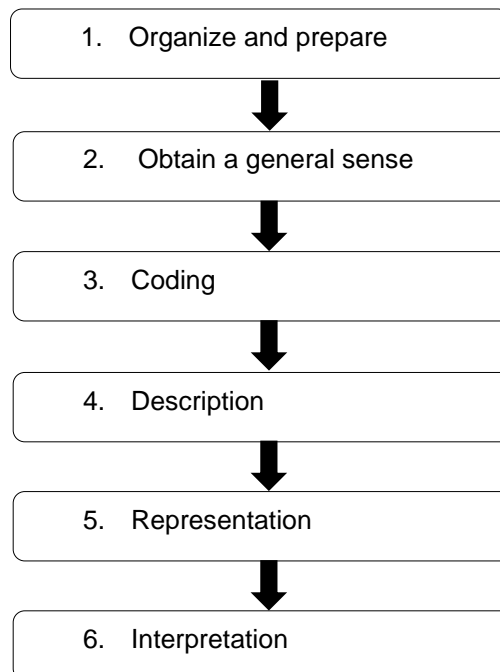 1. Organize and prepare
2. Obtain a general sense
3. Coding
4. Description
5. Representation
6. Interpretation